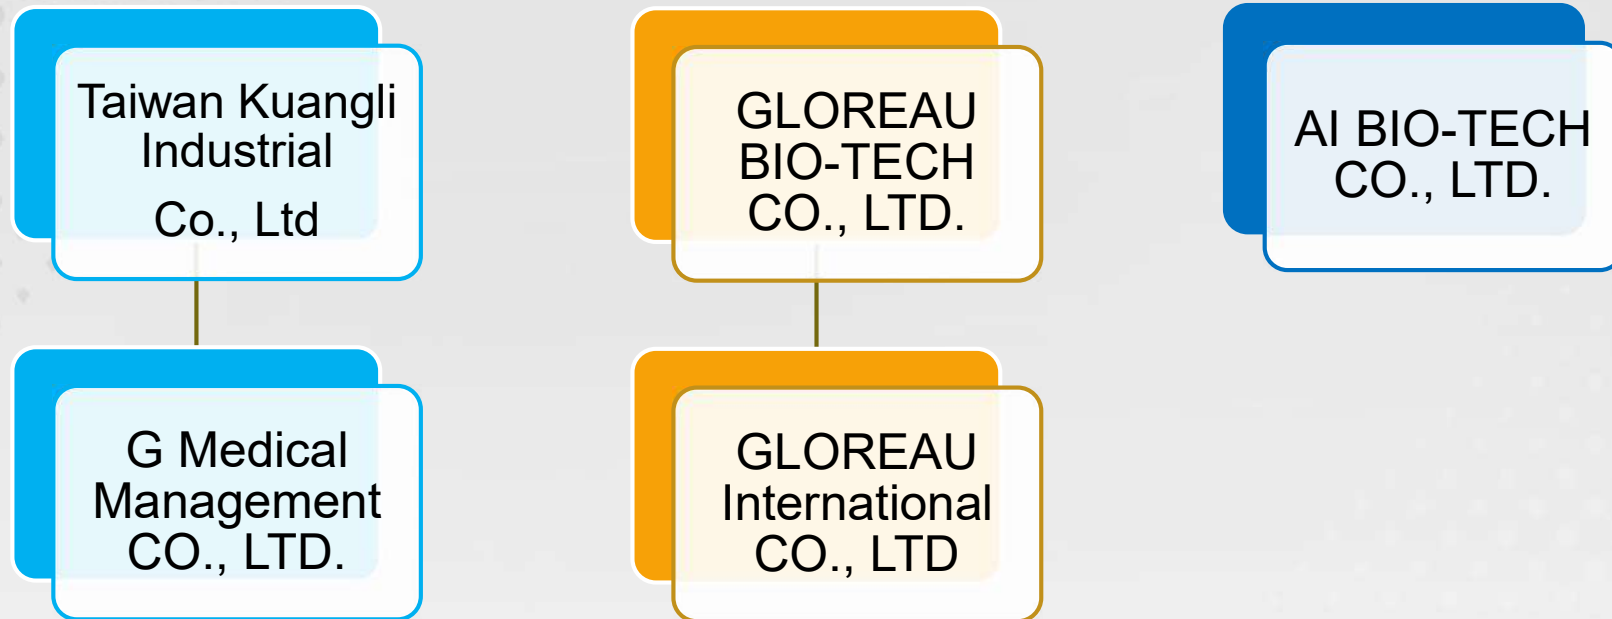 Taiwan Kuangli
Industrial
Co., Ltd
GLOREAU
BIO-TECH
CO., LTD.
AI BIO-TECH
CO., LTD.
G Medical
Management
CO., LTD.
GLOREAU
International
CO., LTD